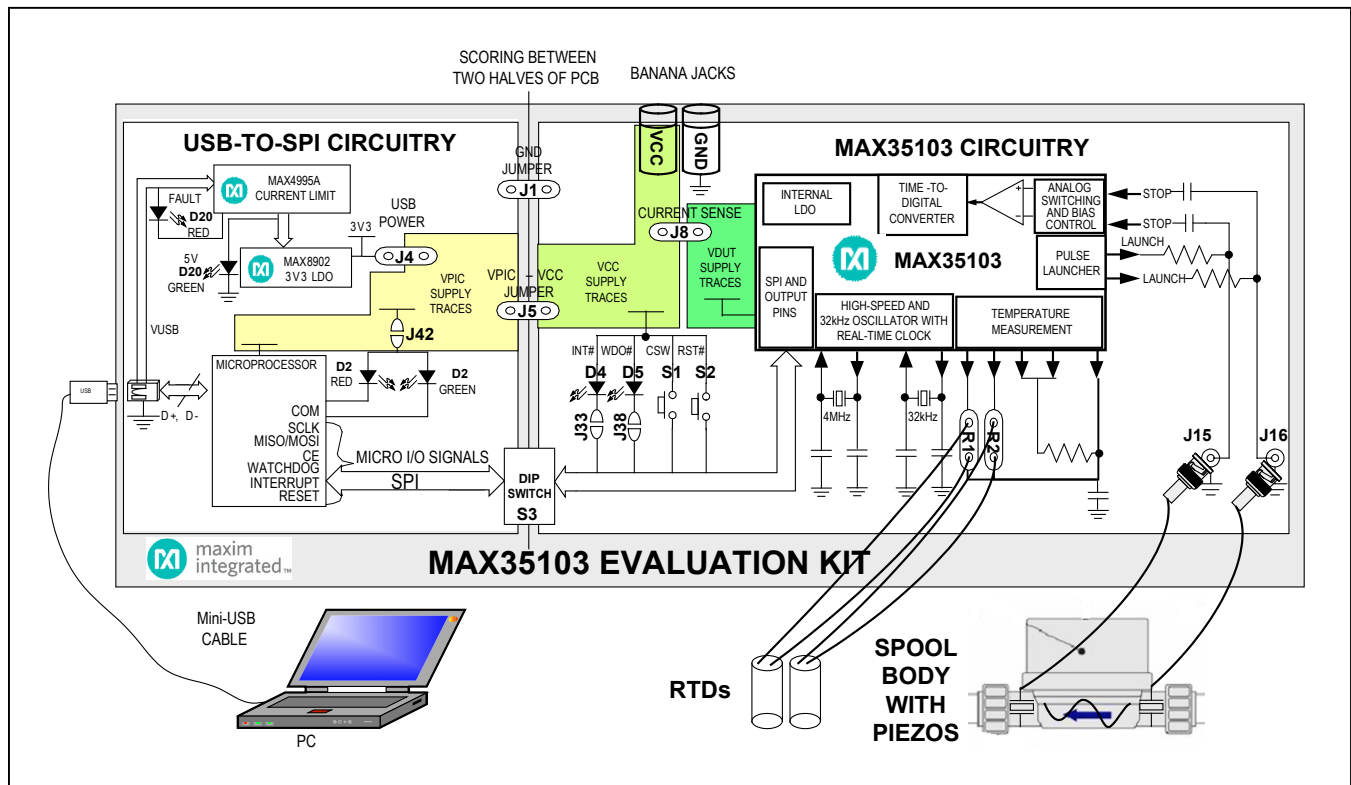 SCORING BETWEEN
TWO HALVES OF PCB
BANANA JACKS
VCC
GND
USB-TO-SPI CIRCUITRY
MAX4995A
CURRENT LIMIT
FAULT
D20
RED
5V
D20
GREEN
MAX8902
3V3 LDO
3V3
USB
POWER
J4
VPIC
SUPPLY
TRACES
J42
VUSB
USB
D+, D-
MICROPROCESSOR
D2
RED
D2
GREEN
COM
SCLK
MISO/MOSI
CE
WATCHDOG
INTERRUPT
RESET
MICRO I/O SIGNALS
SPI
GND
JUMPER
J1
VPIC - VCC
JUMPER
J5
DIP
SWITCH
S3
MAX35103 CIRCUITRY
CURRENT SENSE
J8
VCC
SUPPLY
TRACES
VDUT
SUPPLY
TRACES
INT#
WDO#
CSW
RST#
D4
D5
S1
S2
J33
J38
INTERNAL
LDO
TIME -TO-
DIGITAL
CONVERTER
ANALOG
SWITCHING
AND BIAS
CONTROL
MAX35103
PULSE
LAUNCHER
SPI AND
OUTPUT
PINS
HIGH-SPEED AND
32kHz OSCILLATOR WITH
REAL-TIME CLOCK
TEMPERATURE
MEASUREMENT
STOP
STOP
LAUNCH
LAUNCH
4MHz
32kHz
R1
R2
J15
J16
maxim
integrated™
MAX35103 EVALUATION KIT
Mini-USB
CABLE
PC
RTDs
SPOOL
BODY
WITH
PIEZOS